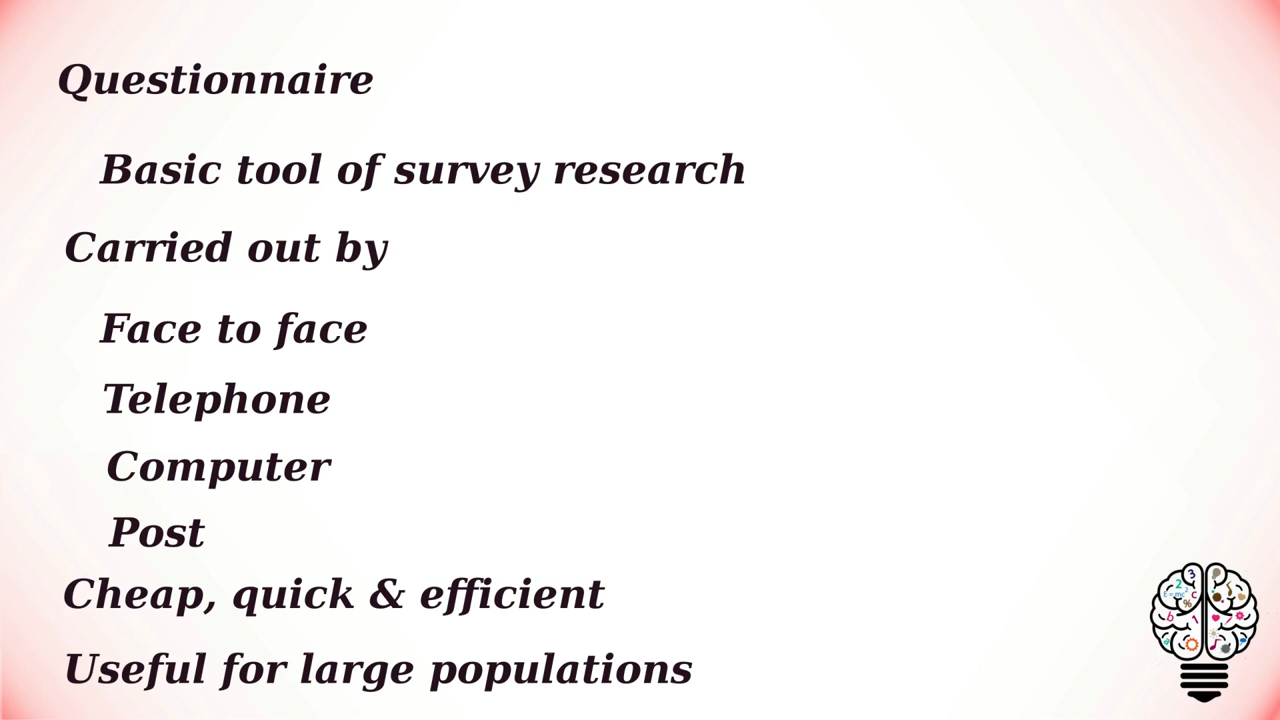 Questionnaire
Basic tool of survey research
Carried out by
Face to face
Telephone
Computer
Post
Cheap, quick & efficient
Useful for large populations